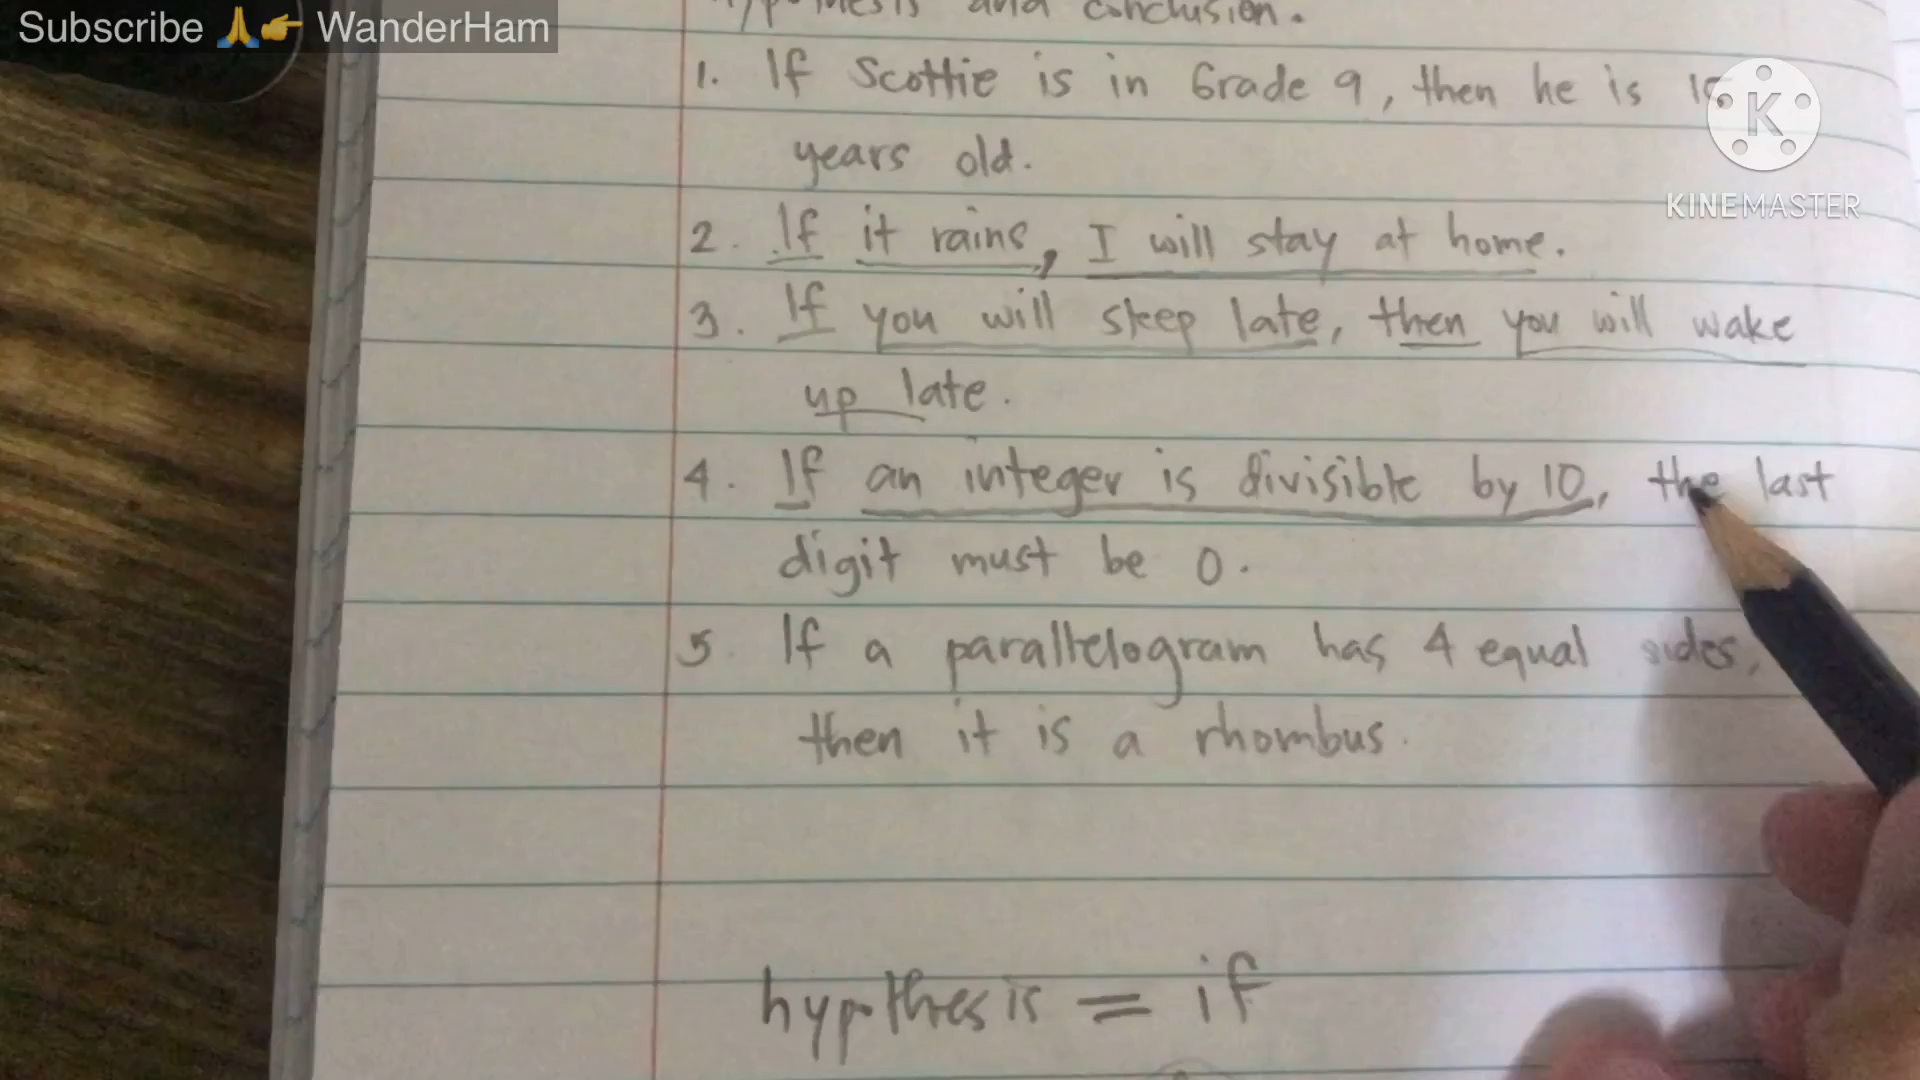 Subscribe 🙏👉 WanderHam
and conclusion.
1. If Scottie is in Grade 9, then he is
years old.
KINEMASTER
2. If it rains, I will stay at home.
3. If you will sleep late, then you will wake
up late.
4. If an integer is divisible by 10, the last
digit must be 0.
5. If a parallelogram has 4 equal sides,
then it is a rhombus.
hypothesis = if